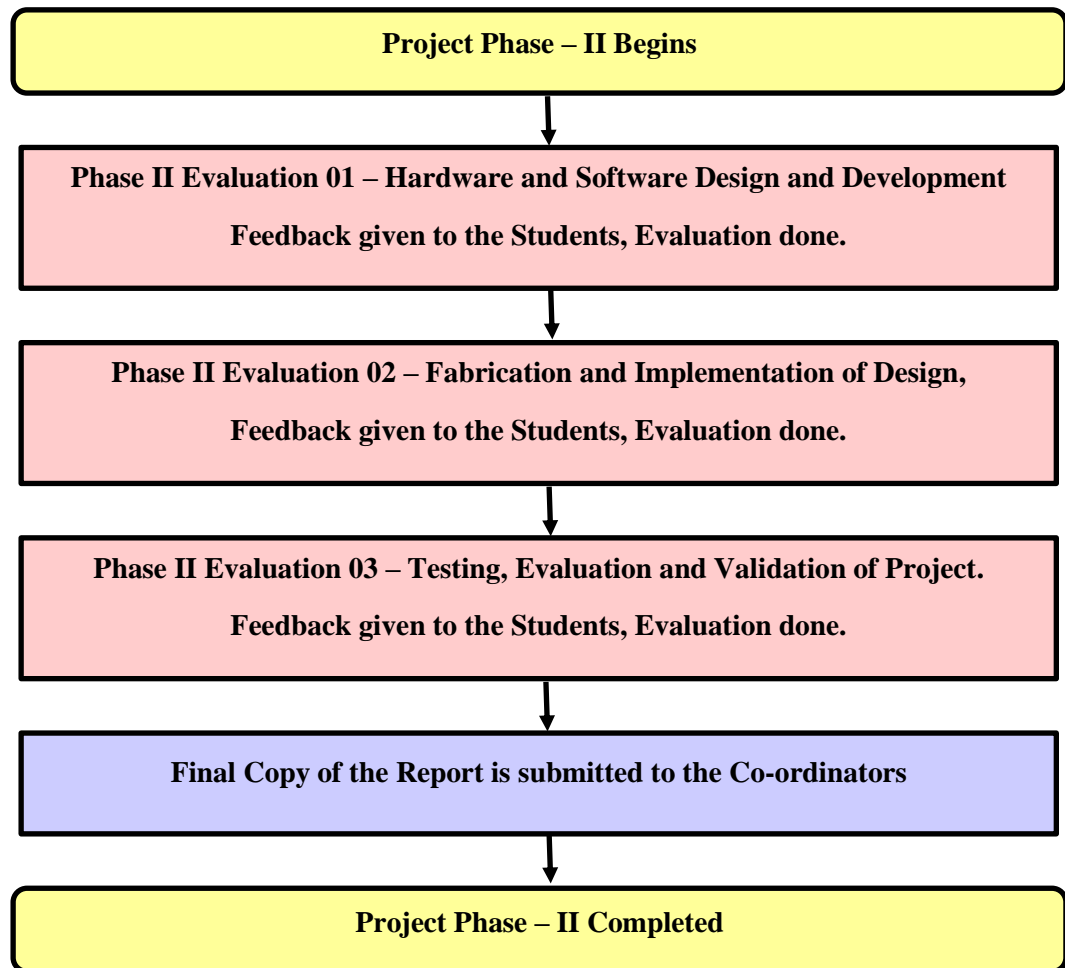 Project Phase – II Begins
Phase II Evaluation 01 – Hardware and Software Design and Development
Feedback given to the Students, Evaluation done.
Phase II Evaluation 02 – Fabrication and Implementation of Design,
Feedback given to the Students, Evaluation done.
Phase II Evaluation 03 – Testing, Evaluation and Validation of Project.
Feedback given to the Students, Evaluation done.
Final Copy of the Report is submitted to the Co-ordinators
Project Phase – II Completed